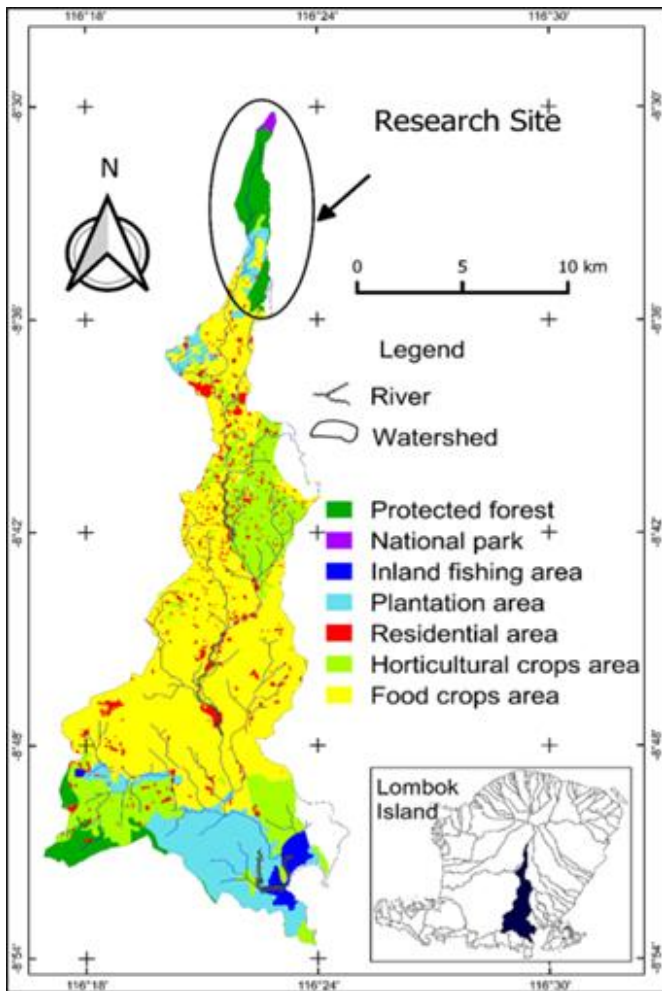 116°18'
116°24'
116°30'
-8°30
-8°30
Research Site
N
0 5 10 km
-8°36
-8°36
Legend
River
Watershed
Protected forest
-8°42
-8°42
National park
Inland fishing area
Plantation area
Residential area
Horticultural crops area
Food crops area
-8°48
-8°48
Lombok
Island
-8°54
-8°54
116°18'
116°24'
116°30'